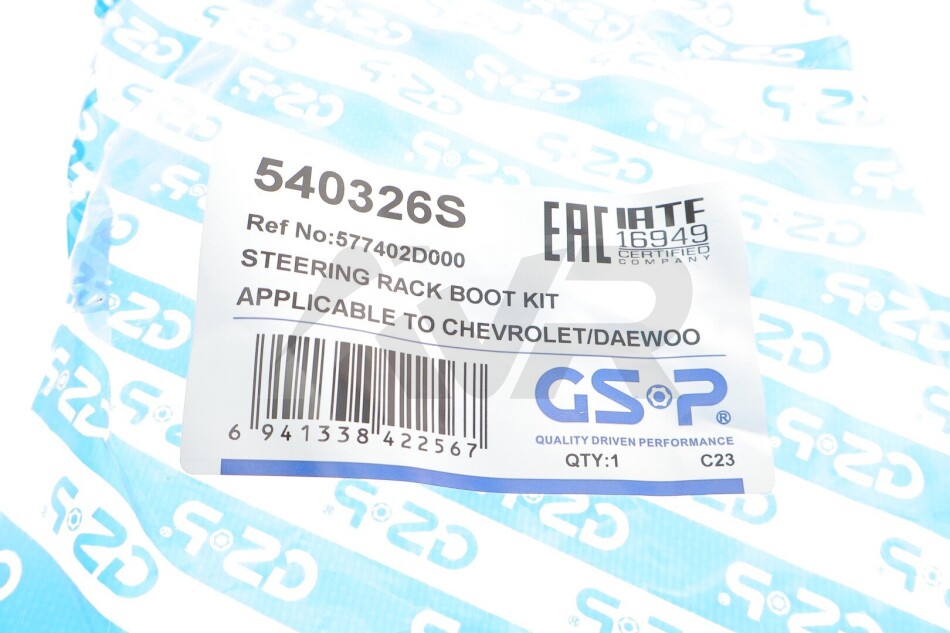 540326S
Ref No:577402D000
STEERING RACK BOOT KIT
APPLICABLE TO CHEVROLET/DAEWOO
EAC
IATF
16949
CERTIFIED
COMPANY
6 941338 422567
GSP®
QUALITY DRIVEN PERFORMANCE
QTY:1 C23